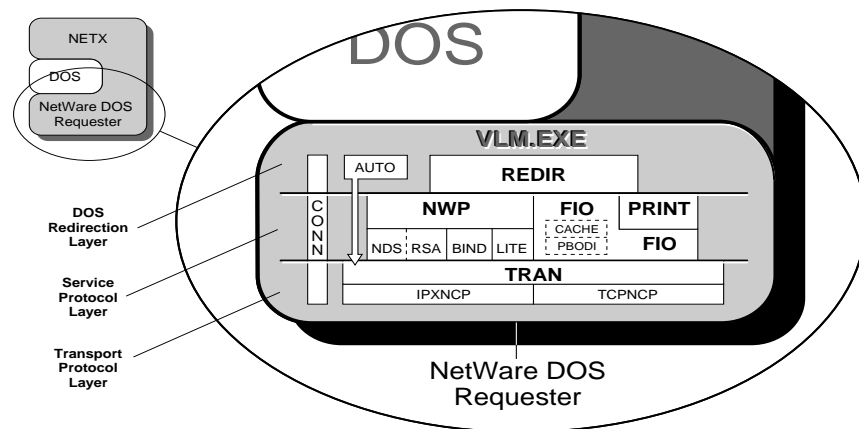 NETX
DOS
NetWare DOS
Requester
DOS
VLM.EXE
AUTO
REDIR
DOS
Redirection
Layer
CONN
NWP
FIO
PRINT
CACHE
PBODI
NDS
RSA
BIND
LITE
FIO
Service
Protocol
Layer
TRAN
IPXNCP
TCPNCP
Transport
Protocol
Layer
NetWare DOS
Requester